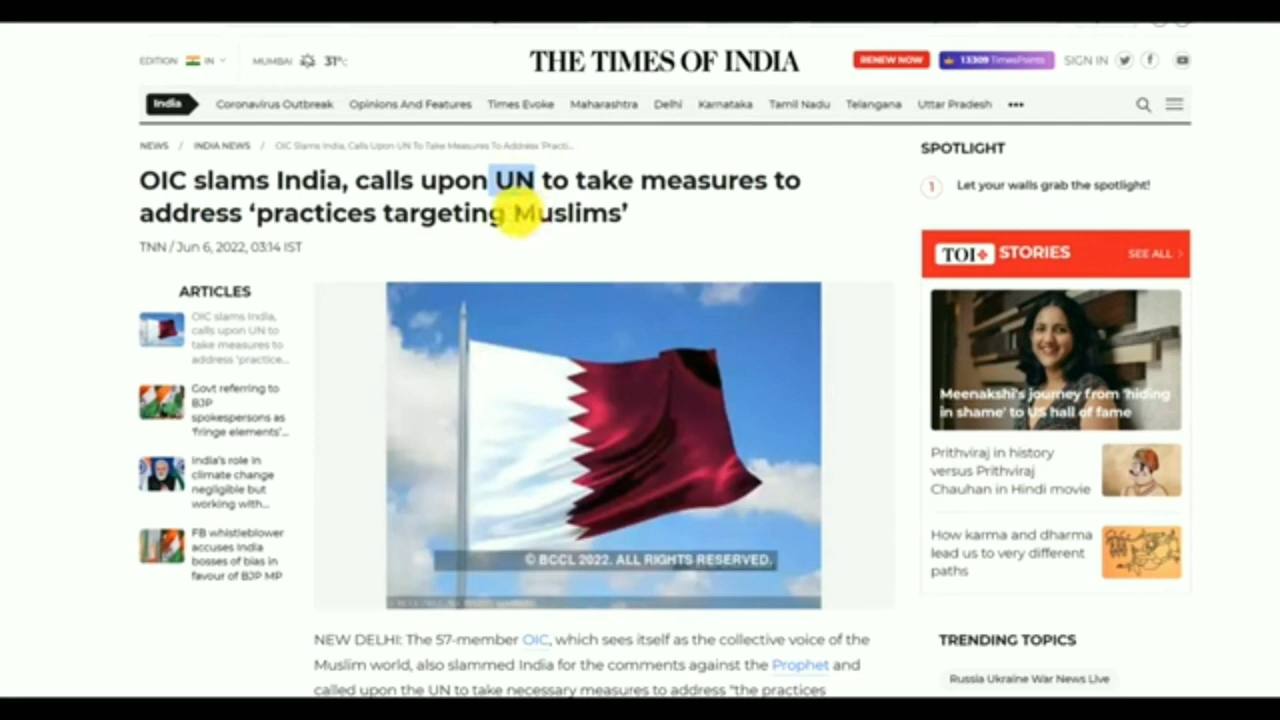 EDITION IN
MUMBAI 31°C
THE TIMES OF INDIA
RENEW NOW
13309 TimesPoints
SIGN IN
India
Coronavirus Outbreak Opinions And Features Times Evoke Maharashtra Delhi Karnataka Tamil Nadu Telangana Uttar Pradesh •••
NEWS / INDIA NEWS / OIC Slams India, Calls Upon UN To Take Measures To Address 'Practi...
OIC slams India, calls upon UN to take measures to
address ‘practices targeting Muslims’
TNN / Jun 6, 2022, 03:14 IST
ARTICLES
OIC slams India,
calls upon UN to
take measures to
address 'practice...
Govt referring to
BJP
spokespersons as
'fringe elements'...
India's role in
climate change
negligible but
working with...
FB whistleblower
accuses India
bosses of bias in
favour of BJP MP
© BCCL 2022. ALL RIGHTS RESERVED.
NEW DELHI: The 57-member OIC, which sees itself as the collective voice of the
Muslim world, also slammed India for the comments against the Prophet and
called upon the UN to take necessary measures to address "the practices
SPOTLIGHT
1 Let your walls grab the spotlight!
TOI+ STORIES
SEE ALL >
Meenakshi's journey from 'hiding
in shame' to US hall of fame
Prithviraj in history
versus Prithviraj
Chauhan in Hindi movie
How karma and dharma
lead us to very different
paths
TRENDING TOPICS
Russia Ukraine War News Live